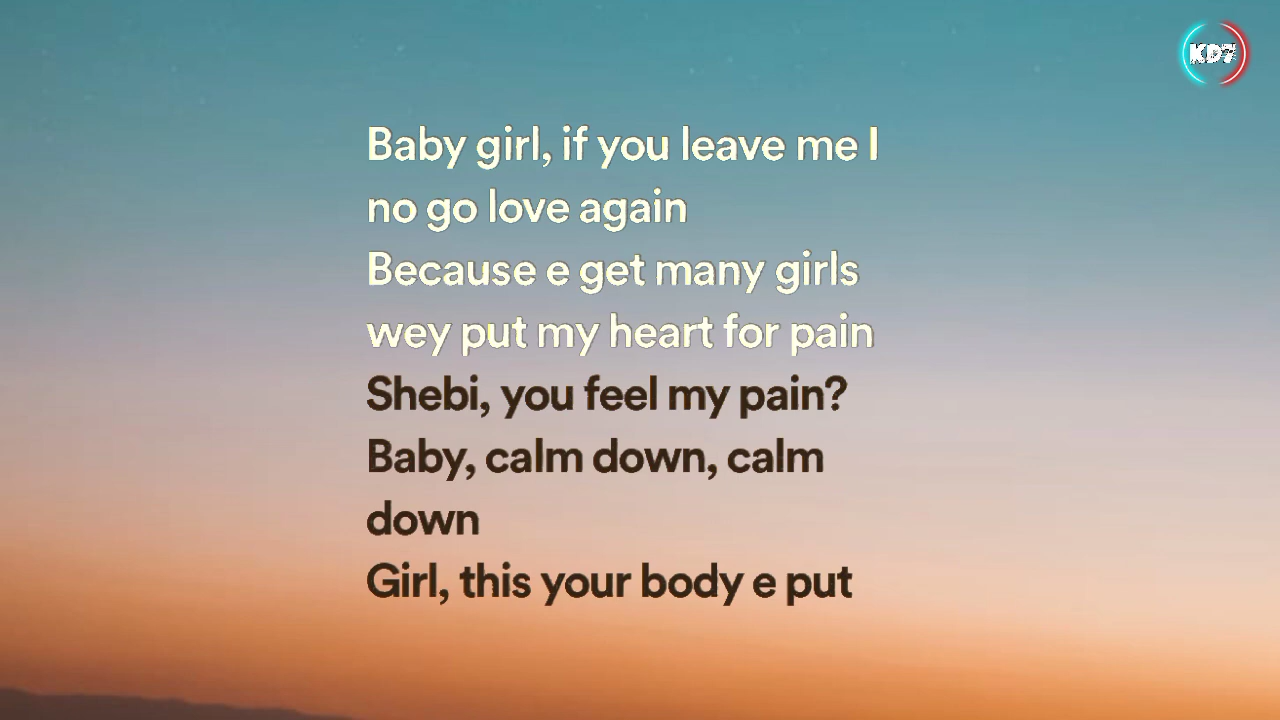 KD7
Baby girl, if you leave me I
no go love again
Because e get many girls
wey put my heart for pain
Shebi, you feel my pain?
Baby, calm down, calm
down
Girl, this your body e put